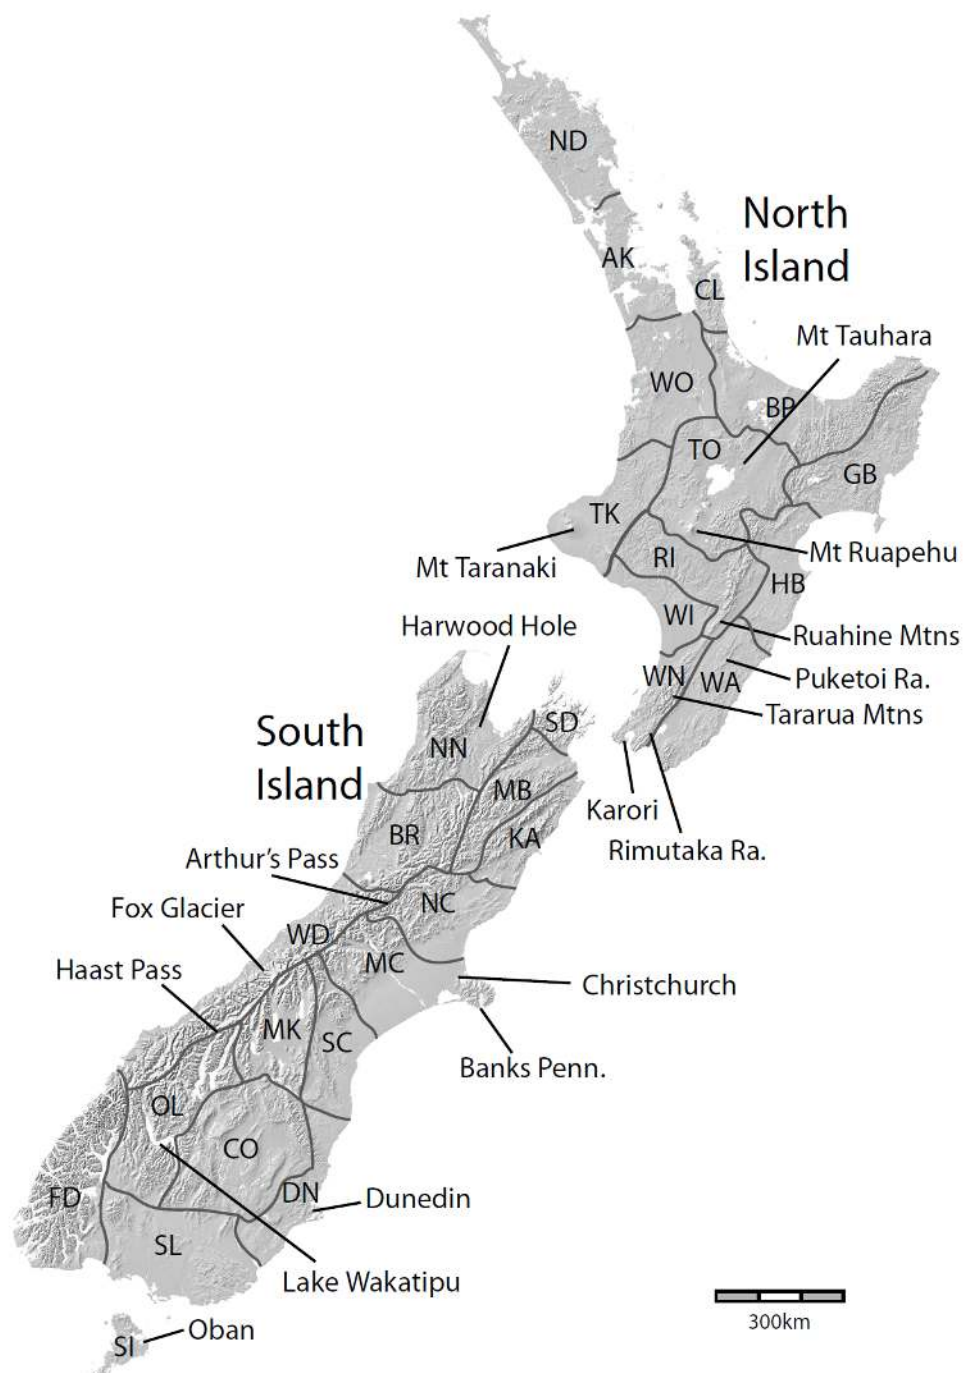 ND
North
Island
AK
CL
Mt Tauhara
WO
BP
TO
GB
TK
Mt Taranaki
RI
Mt Ruapehu
HB
WI
Harwood Hole
Ruahine Mtns
WN
WA
Puketoi Ra.
Tararua Mtns
South
Island
NN
SD
MB
Karori
BR
KA
Rimutaka Ra.
Arthur's Pass
NC
Fox Glacier
WD
MC
Haast Pass
Christchurch
MK
SC
Banks Penn.
OL
CO
FD
DN
Dunedin
SL
Lake Wakatipu
300km
Oban
SI